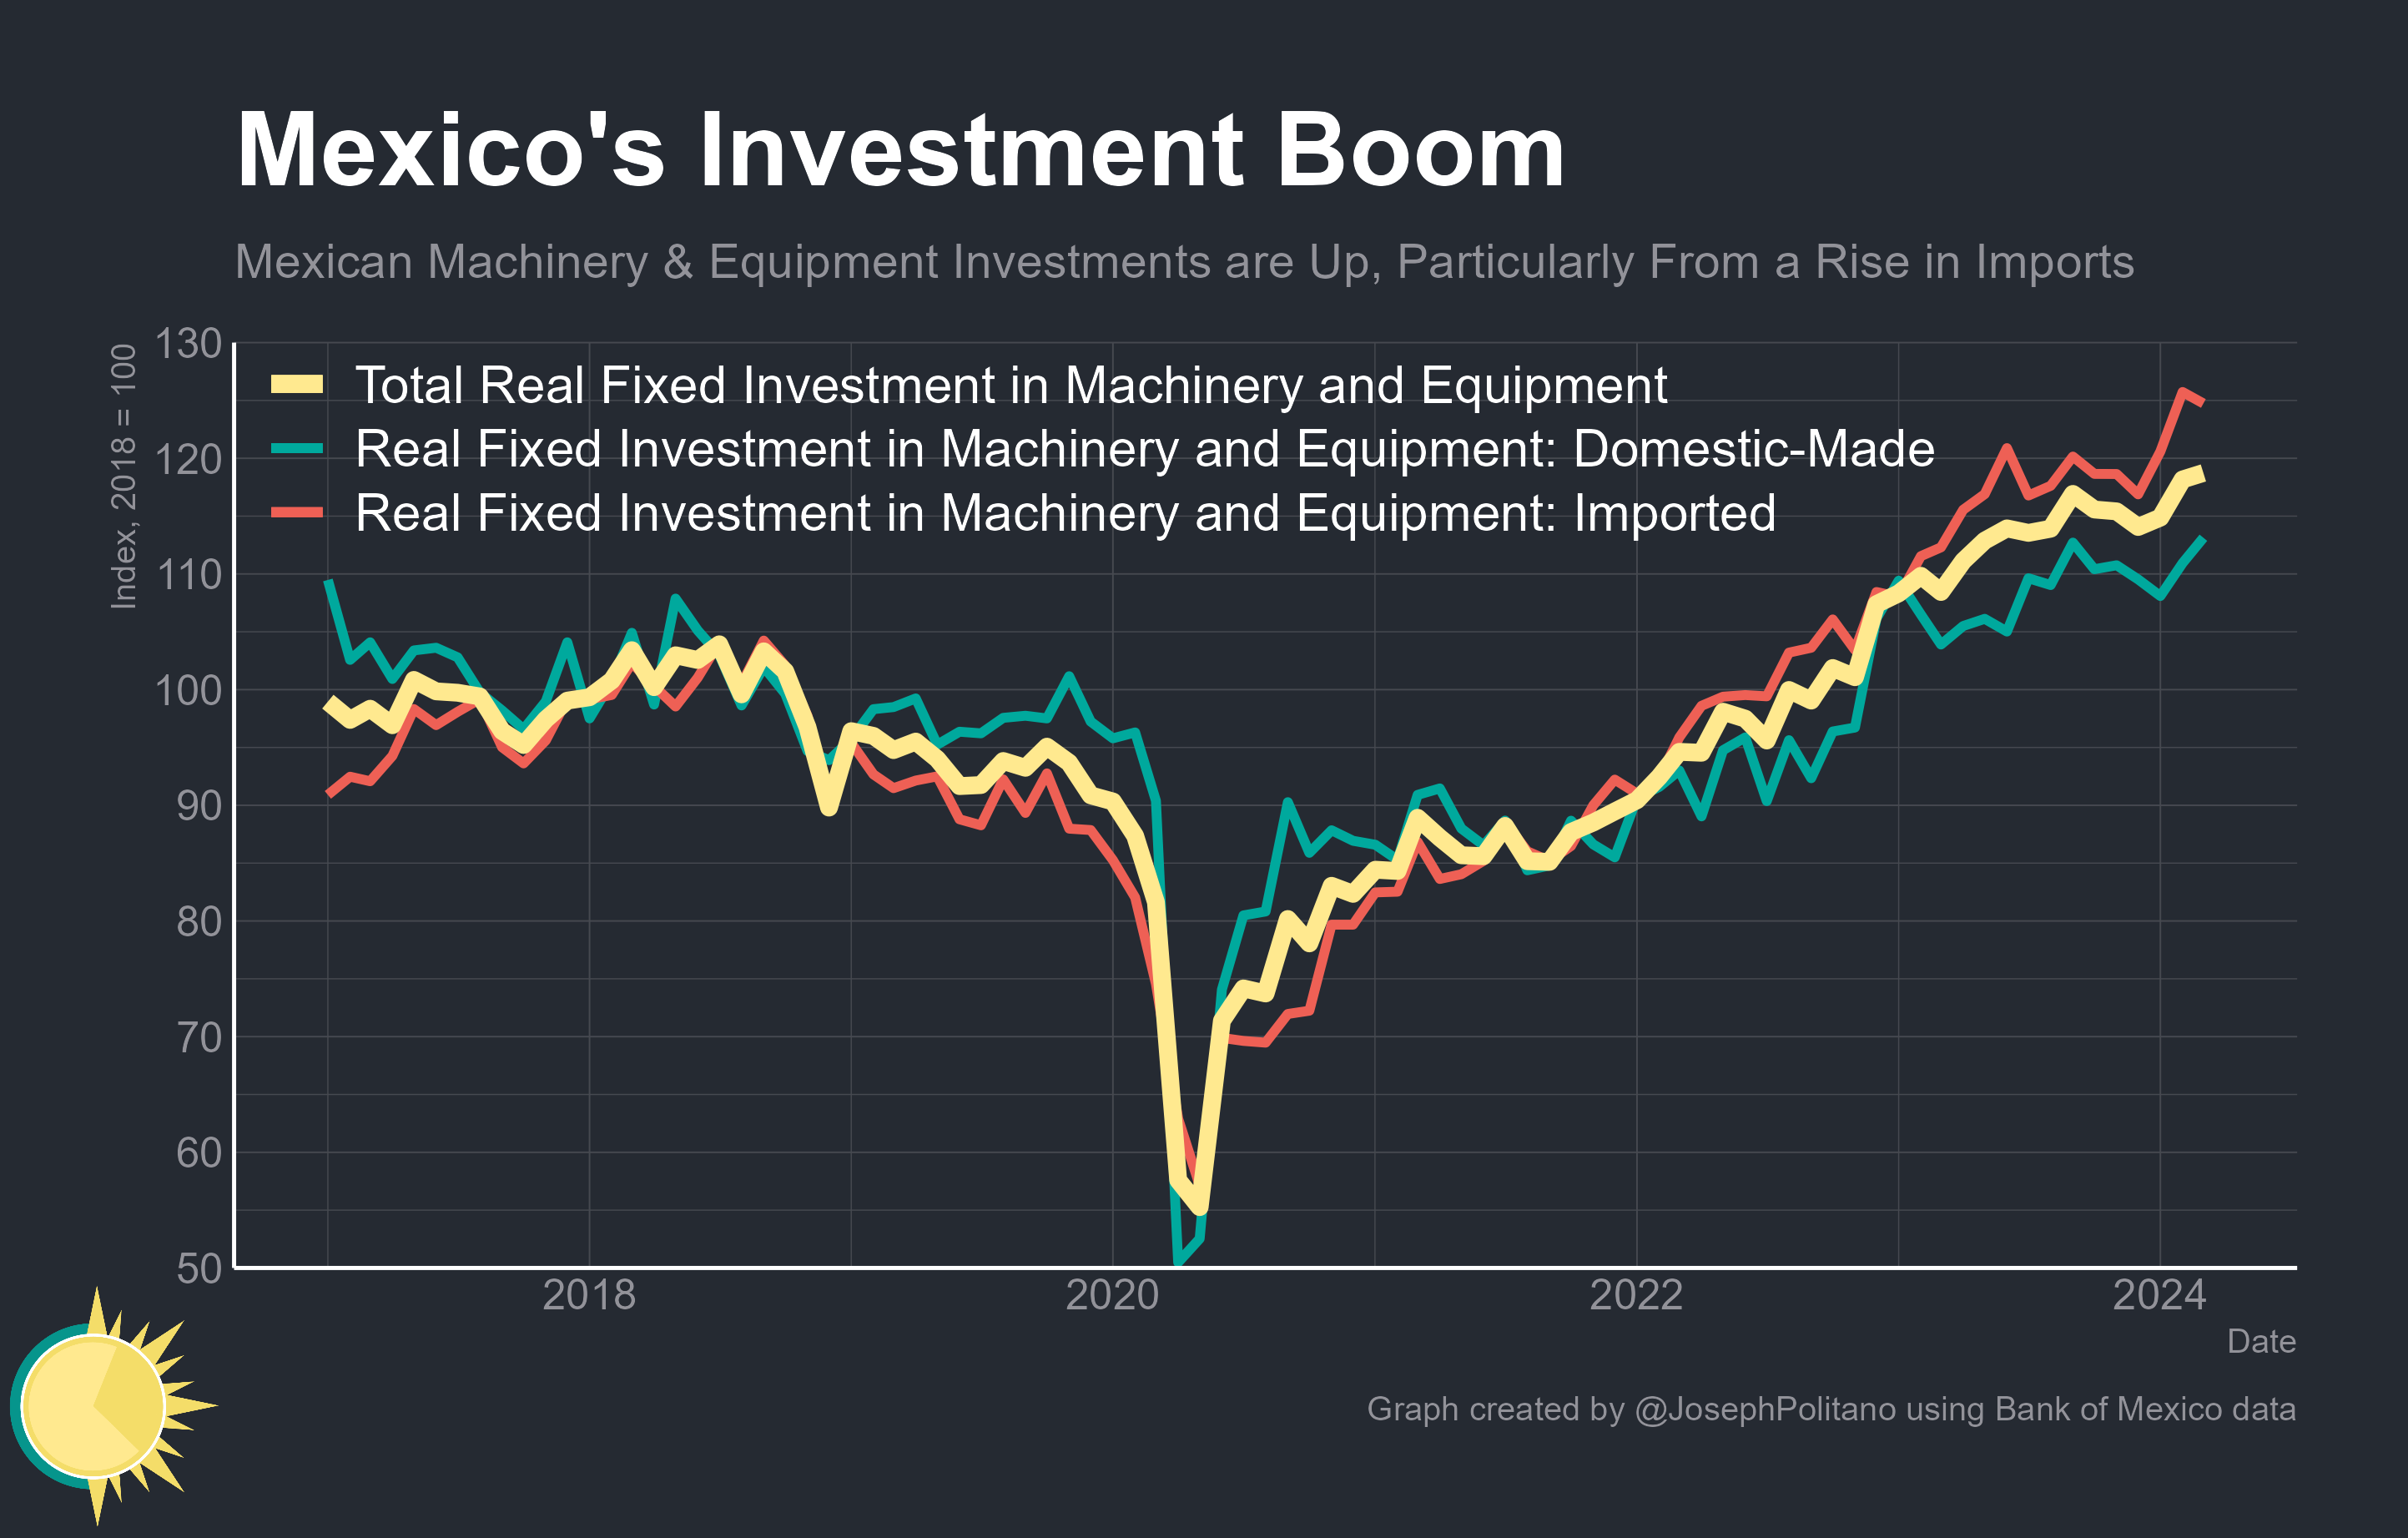 Mexico's Investment Boom
Mexican Machinery & Equipment Investments are Up, Particularly From a Rise in Imports
Index, 2018 = 100
130
120
110
100
90
80
70
60
50
Total Real Fixed Investment in Machinery and Equipment
Real Fixed Investment in Machinery and Equipment: Domestic-Made
Real Fixed Investment in Machinery and Equipment: Imported
2018
2020
2022
2024
Date
Graph created by @JosephPolitano using Bank of Mexico data